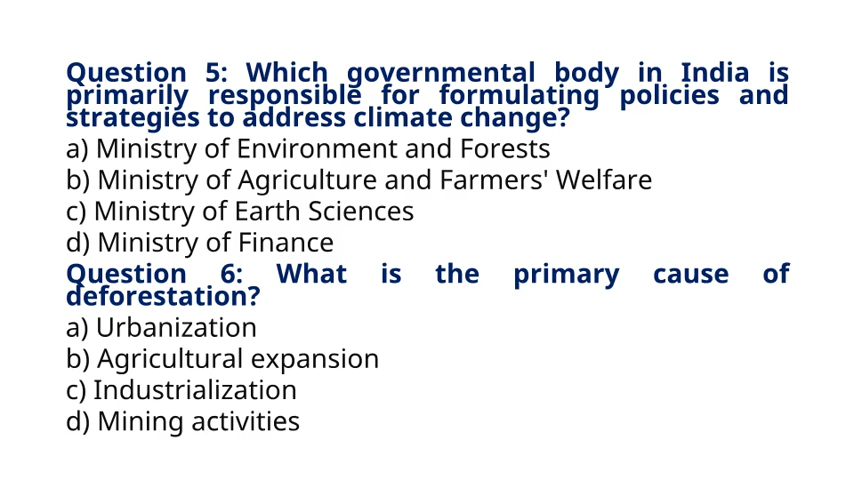 Question 5: Which governmental body in India is
primarily responsible for formulating policies and
strategies to address climate change?
a) Ministry of Environment and Forests
b) Ministry of Agriculture and Farmers' Welfare
c) Ministry of Earth Sciences
d) Ministry of Finance
Question 6: What is the primary cause of
deforestation?
a) Urbanization
b) Agricultural expansion
c) Industrialization
d) Mining activities